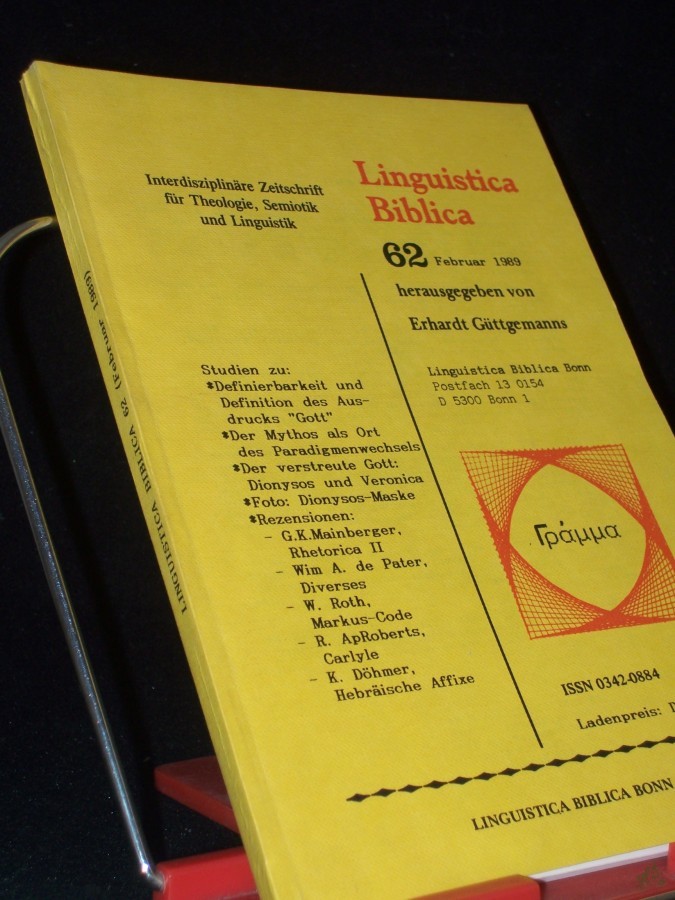 Interdisziplinäre Zeitschrift
für Theologie, Semiotik
und Linguistik
Linguistica
Biblica
62 Februar 1989
herausgegeben von
Erhardt Güttgemanns
Linguistica Biblica Bonn
Postfach 13 0154
D 5300 Bonn 1
Studien zu:
*Definierbarkeit und
Definition des Aus-
drucks "Gott"
*Der Mythos als Ort
des Paradigmenwechsels
*Der verstreute Gott:
Dionysos und Veronica
*Foto: Dionysos-Maske
*Rezensionen:
- G.K.Mainberger,
Rhetorica II
- Wim A. de Pater,
Diverses
- W. Roth,
Markus-Code
- R. ApRoberts,
Carlyle
- K. Döhmer,
Hebräische Affixe
Γράμμα
ISSN 0342-0884
Ladenpreis:
LINGUISTICA BIBLICA BONN
LINGUISTICA BIBLICA 62 (Februar 1989)